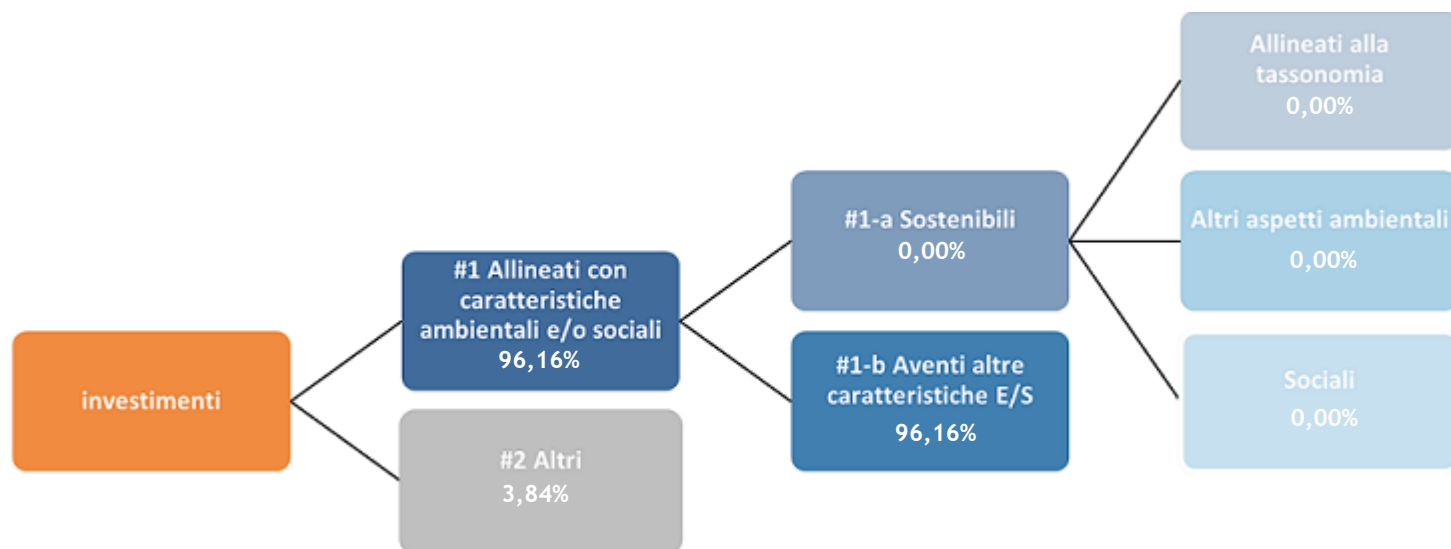 investimenti
#1 Allineati con
caratteristiche
ambientali e/o sociali
96,16%
#2 Altri
3,84%
#1-a Sostenibili
0,00%
#1-b Aventi altre
caratteristiche E/S
96,16%
Allineati alla
tassonomia
0,00%
Altri aspetti ambientali
0,00%
Sociali
0,00%